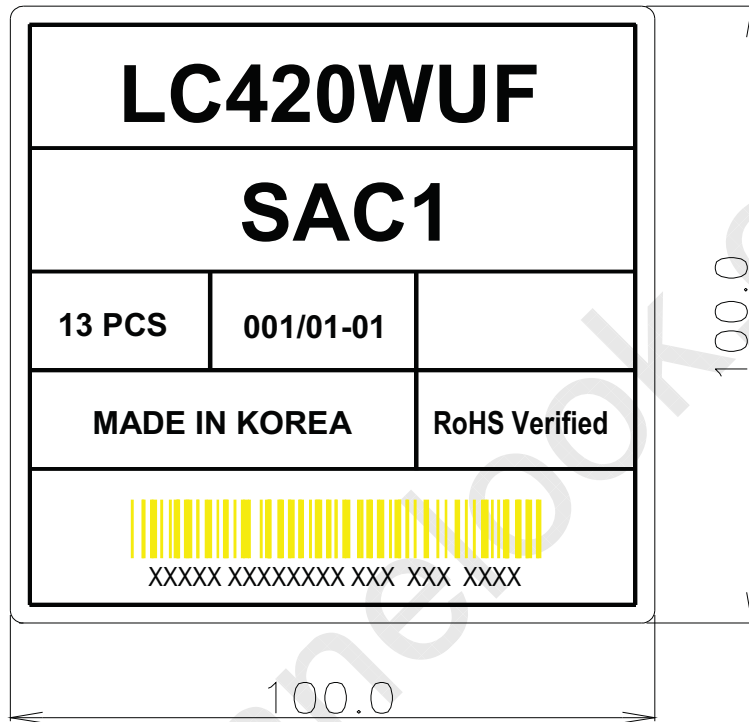 LC420WUF
SAC1
13 PCS 001/01-01
MADE IN KOREA RoHS Verified
XXXXX XXXXXXXX XXX XXX XXXX
100.0
100.0
nelook